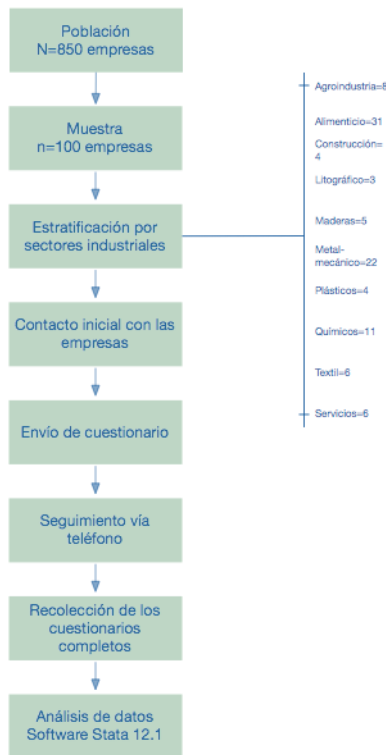 Población
N=850 empresas
Muestra
n=100 empresas
Estratificación por
sectores industriales
Contacto inicial con las
empresas
Envío de cuestionario
Seguimiento vía
teléfono
Recolección de los
cuestionarios
completos
Análisis de datos
Software Stata 12.1
Agroindustria=8
Alimenticio=31
Construcción=
4
Litográfico=3
Maderas=5
Metal-
mecánico=22
Plásticos=4
Químicos=11
Textil=6
Servicios=6